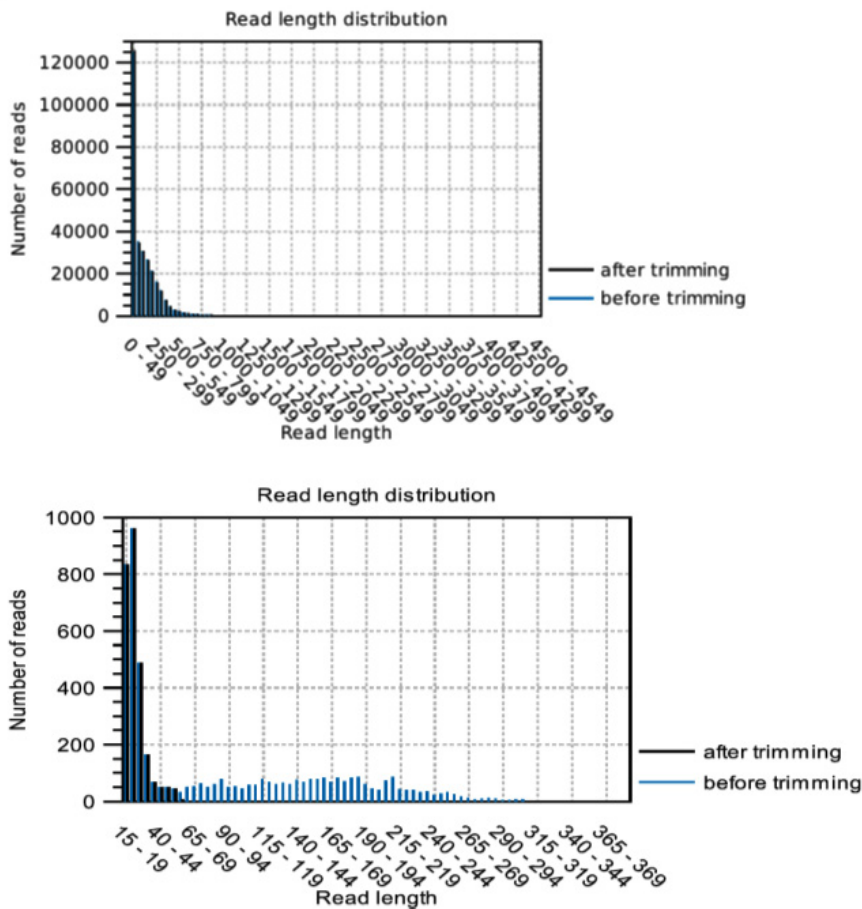 Read length distribution
120000
100000
80000
60000
40000
20000
0
Number of reads
after trimming
before trimming
0 - 49
250 - 299
500 - 549
750 - 799
1000 - 1049
1250 - 1299
1500 - 1549
1750 - 1799
2000 - 2049
2250 - 2299
2500 - 2549
2750 - 2799
3000 - 3049
3250 - 3299
3500 - 3549
3750 - 3799
4000 - 4049
4250 - 4299
4500 - 4549
Read length
Read length distribution
1000
800
600
400
200
0
Number of reads
after trimming
before trimming
15 - 19
40 - 44
65 - 69
90 - 94
115 - 119
140 - 144
165 - 169
190 - 194
215 - 219
240 - 244
265 - 269
290 - 294
315 - 319
340 - 344
365 - 369
Read length